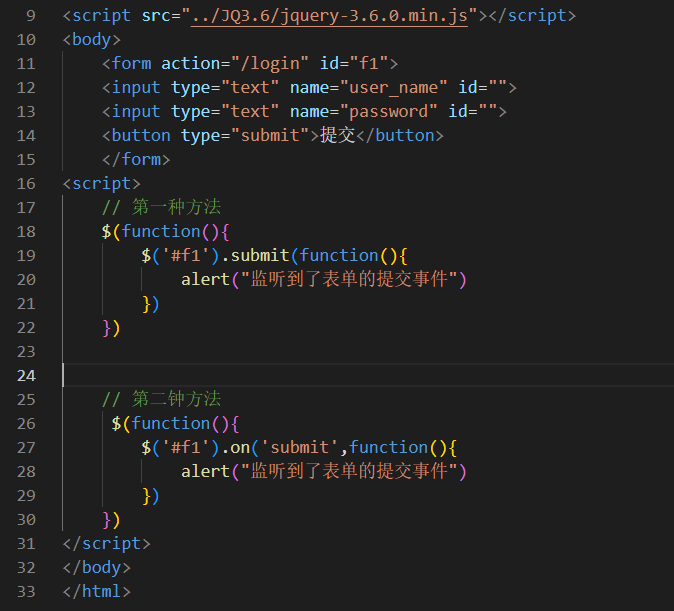 9 <script src="../JQ3.6/jquery-3.6.0.min.js"></script>
10 <body>
11     <form action="/login" id="f1">
12     <input type="text" name="user_name" id="">
13     <input type="text" name="password" id="">
14     <button type="submit">提交</button>
15     </form>
16 <script>
17     // 第一种方法
18     $(function(){
19         $('#f1').submit(function(){
20             alert("监听到了表单的提交事件")
21         })
22     })
23
24
25     // 第二钟方法
26      $(function(){
27         $('#f1').on('submit',function(){
28             alert("监听到了表单的提交事件")
29         })
30     })
31 </script>
32 </body>
33 </html>